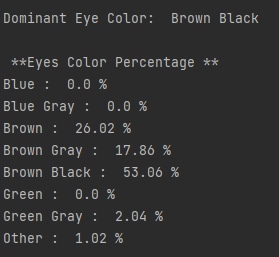 Dominant Eye Color:  Brown Black
**Eyes Color Percentage **
Blue :  0.0 %
Blue Gray :  0.0 %
Brown :  26.02 %
Brown Gray :  17.86 %
Brown Black :  53.06 %
Green :  0.0 %
Green Gray :  2.04 %
Other :  1.02 %